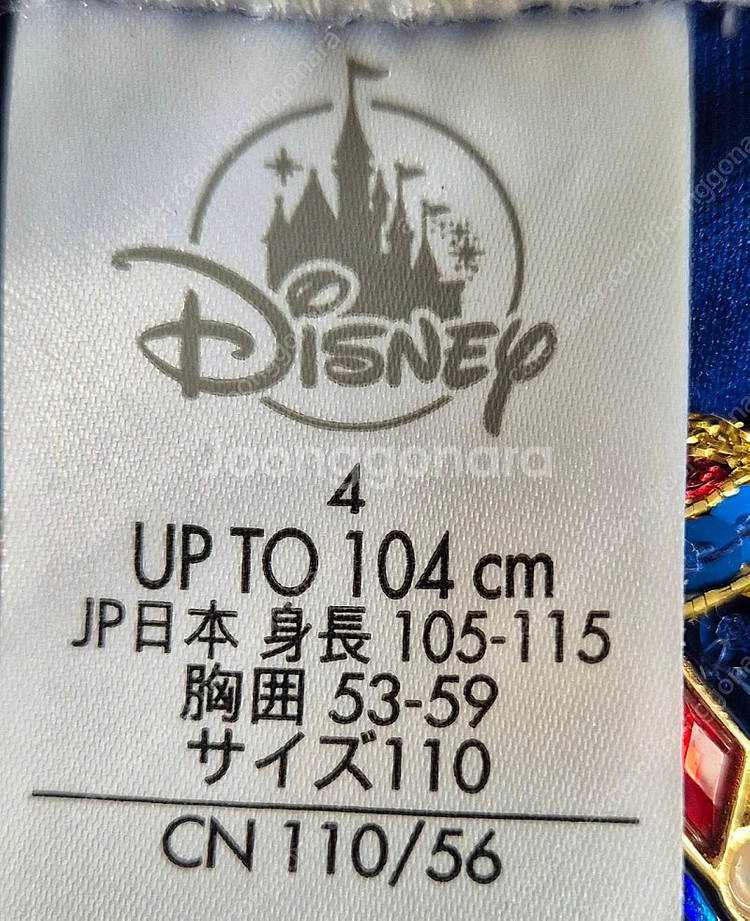 Disney
joonggonara
4
UP TO 104 cm
JP日本 身長 105-115
胸囲 53-59
サイズ110
CN 110/56